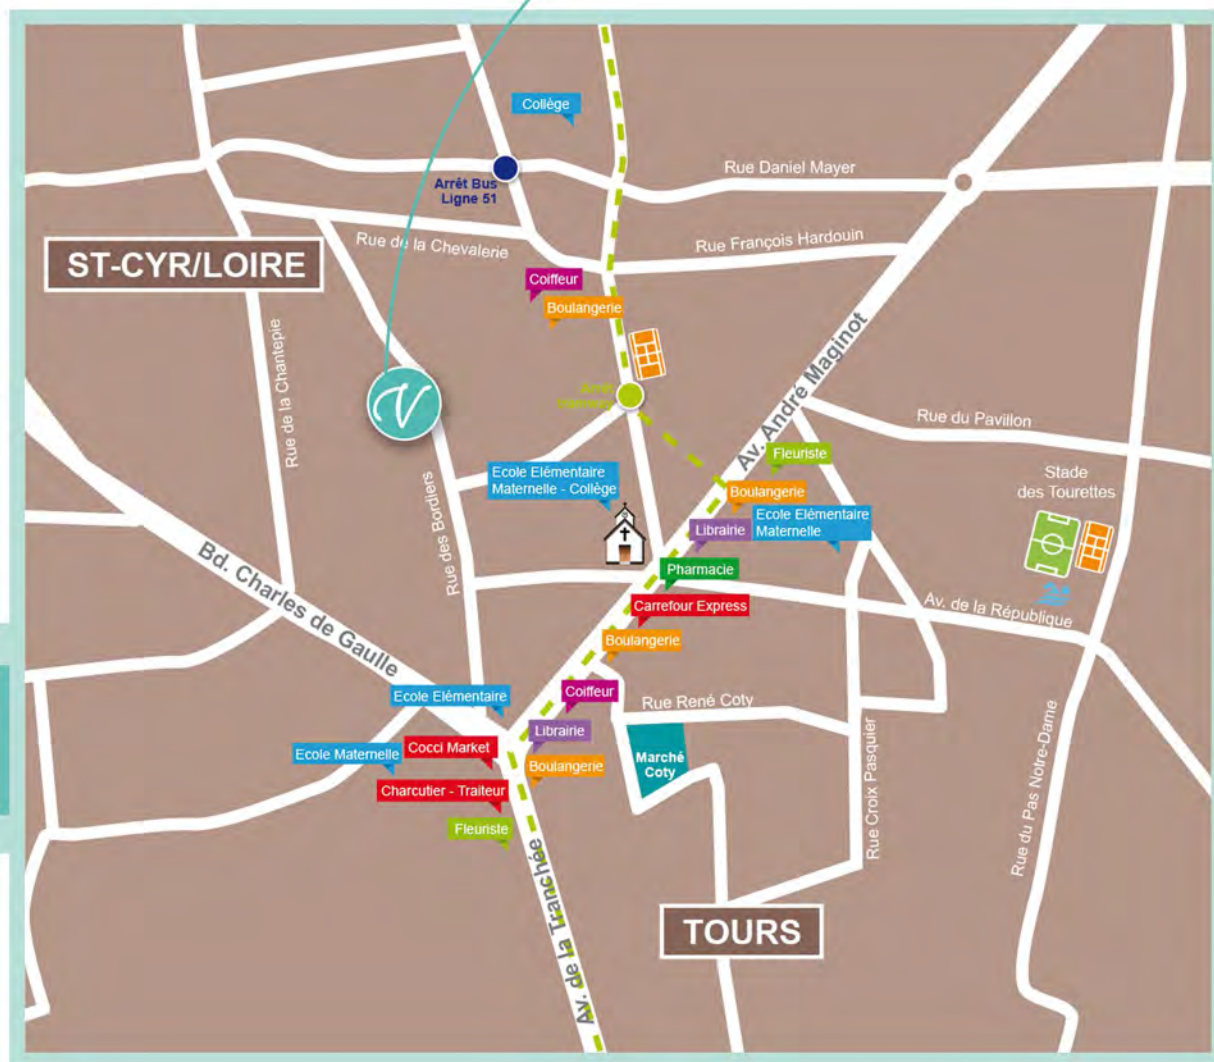 Collège
Rue Daniel Mayer
Arrêt Bus
Ligne 51
Rue de la Chevalerie
Rue François Hardouin
ST-CYR/LOIRE
Coiffeur
Boulangerie
Rue de la Chantepie
Av. André Maginot
V
Arrêt
Tramway
Rue du Pavillon
Fleuriste
Ecole Elémentaire
Maternelle - Collège
Stade
des Tourettes
Boulangerie
Rue des Bordiers
Librairie
Ecole Elémentaire
Maternelle
Bd. Charles de Gaulle
Pharmacie
Carrefour Express
Av. de la République
Boulangerie
Ecole Elémentaire
Coiffeur
Rue René Coty
Librairie
Ecole Maternelle
Cocci Market
Marché
Coty
Boulangerie
Charcutier - Traiteur
Rue Croix Pasquier
Rue du Pas Notre-Dame
Fleuriste
Av. de la Tranchée
TOURS